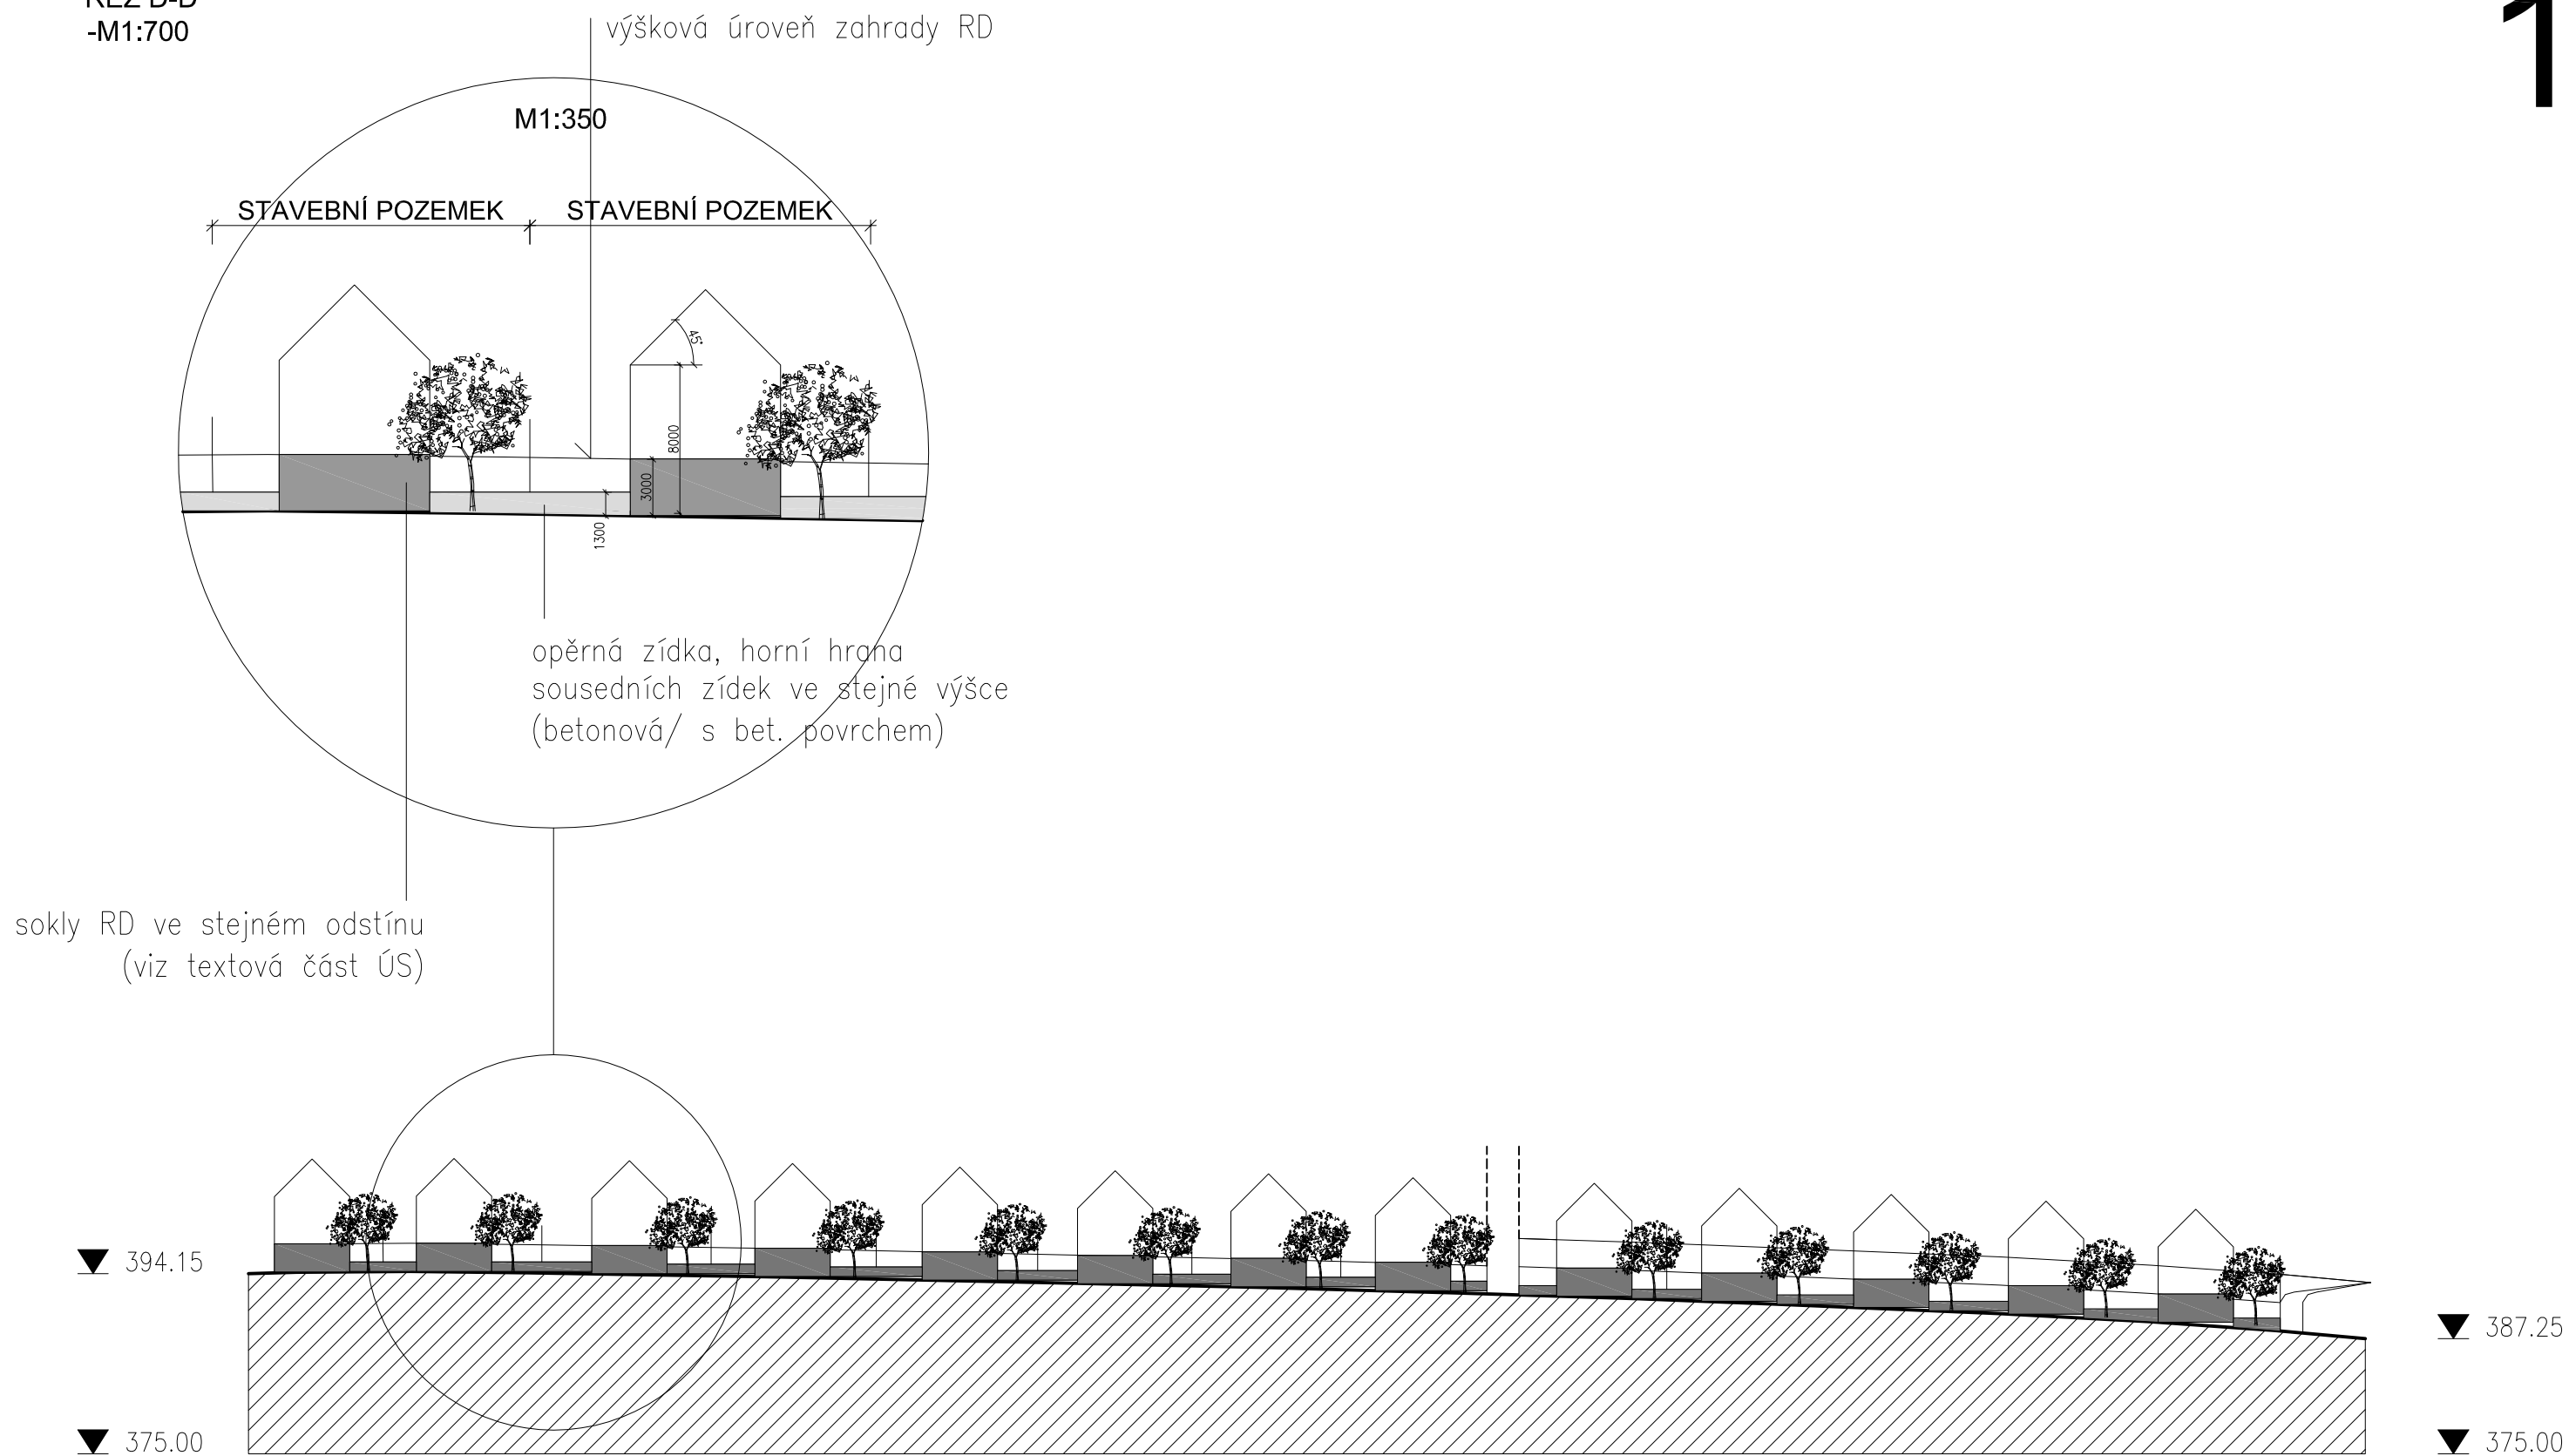 ŘEZ D-D
-M1:700
výšková úroveň zahrady RD
1
M1:350
STAVEBNÍ POZEMEK
STAVEBNÍ POZEMEK
45°
8000
3000
1300
opěrná zídka, horní hrana
sousedních zídek ve stejné výšce
(betonová/ s bet. povrchem)
sokly RD ve stejném odstínu
(viz textová část ÚS)
394.15
387.25
375.00
375.00